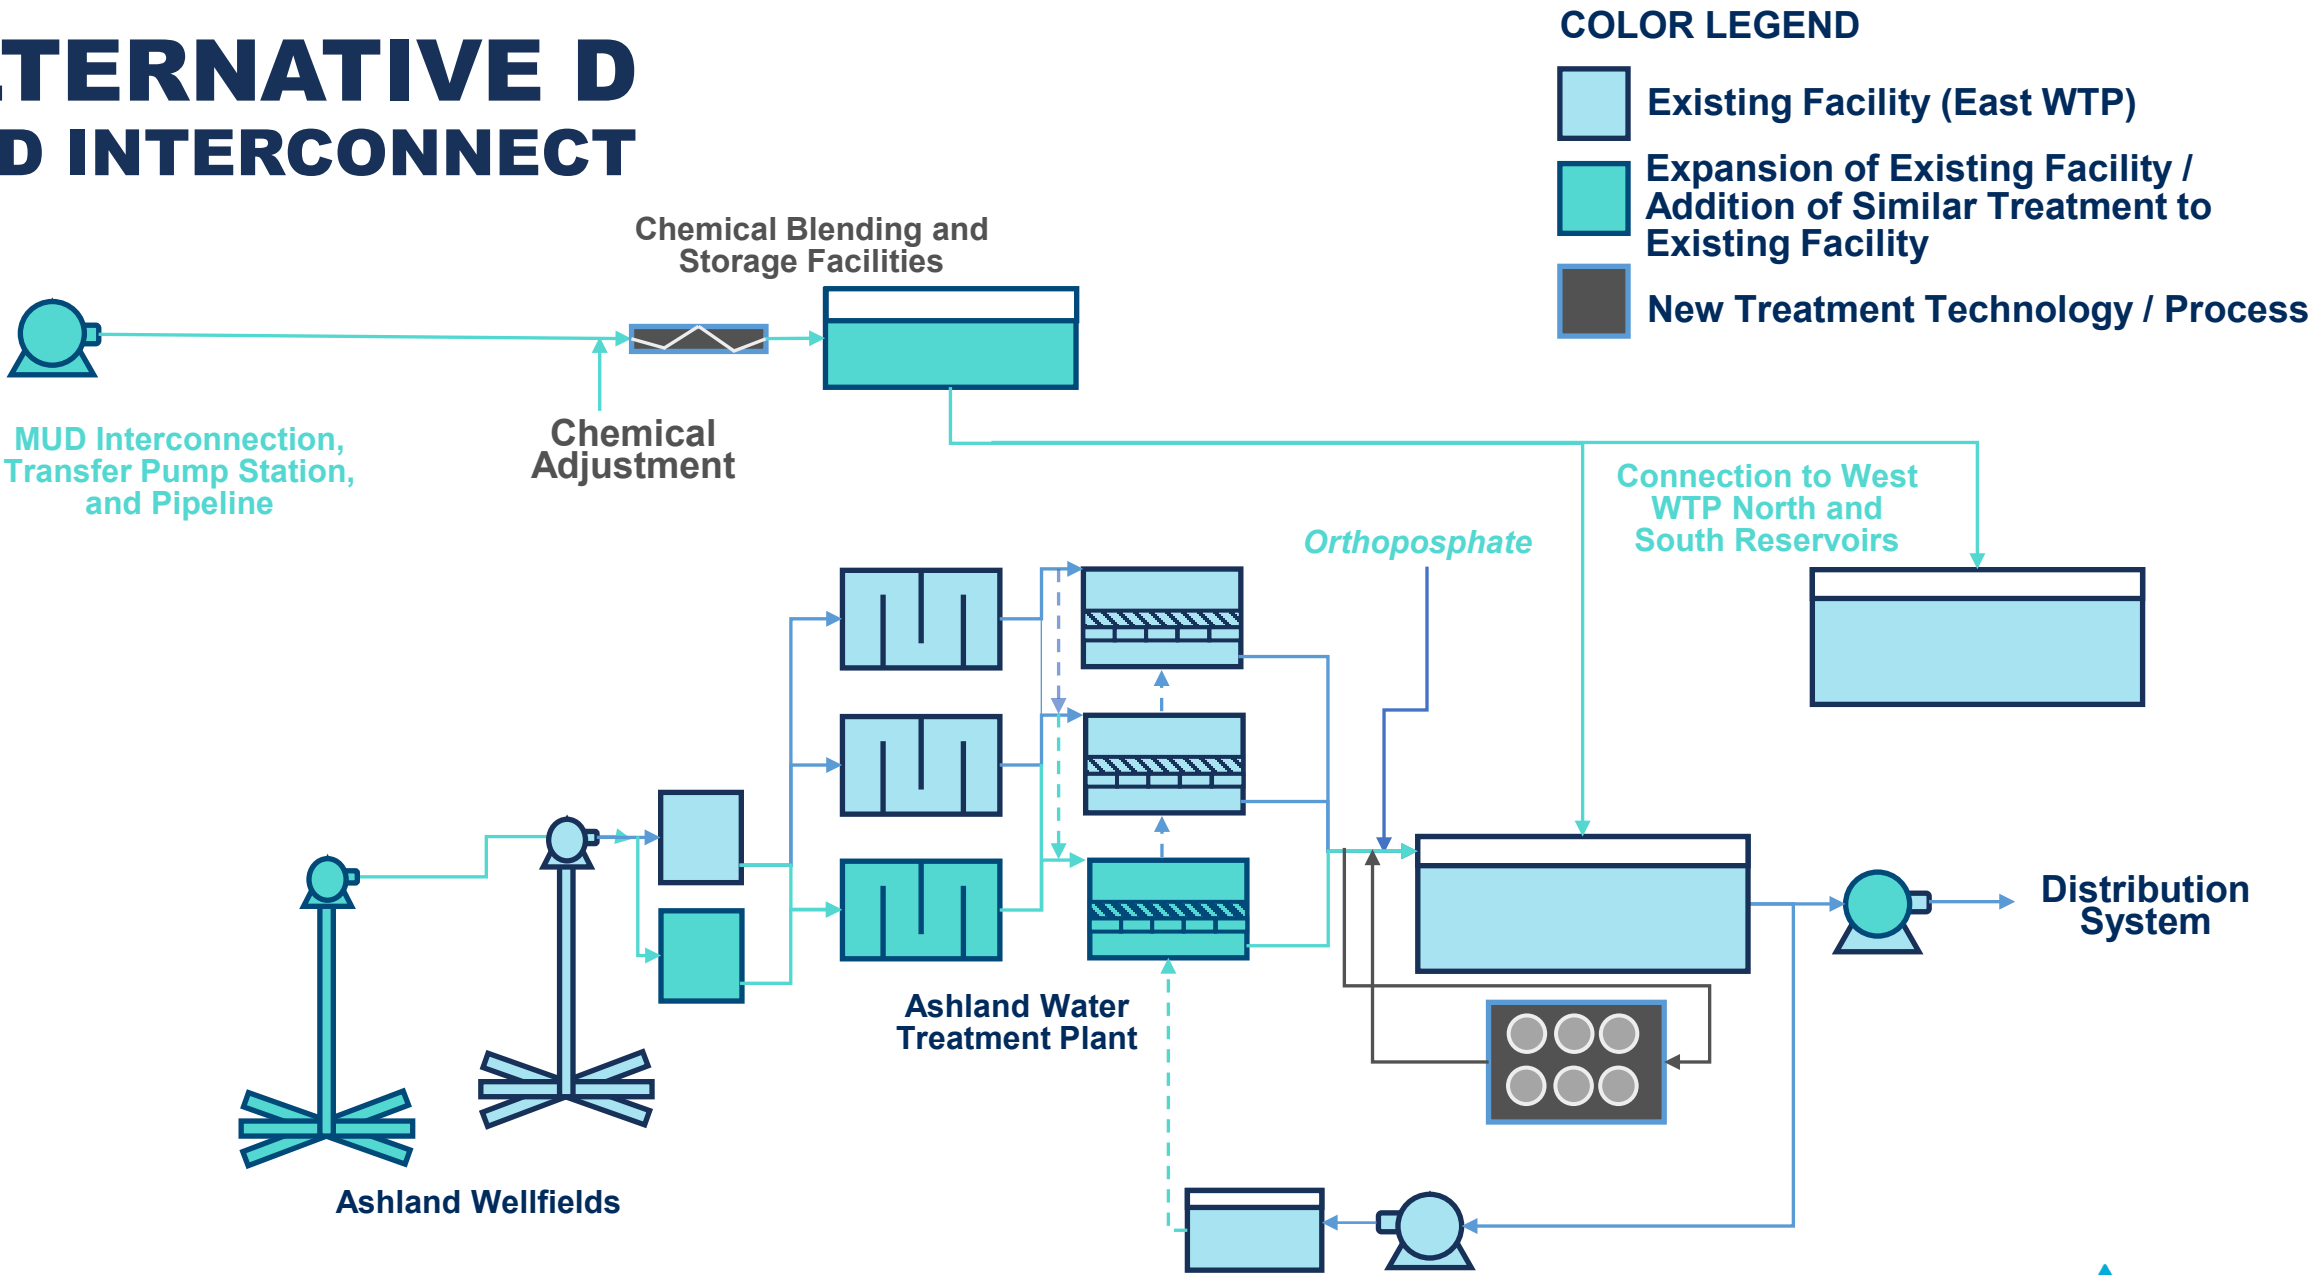 LTERNATIVE D
D INTERCONNECT
COLOR LEGEND
Existing Facility (East WTP)
Expansion of Existing Facility /
Addition of Similar Treatment to
Existing Facility
New Treatment Technology / Process
Chemical Blending and
Storage Facilities
MUD Interconnection,
Transfer Pump Station,
and Pipeline
Chemical
Adjustment
Connection to West
WTP North and
South Reservoirs
Orthoposphate
Distribution
System
Ashland Water
Treatment Plant
Ashland Wellfields